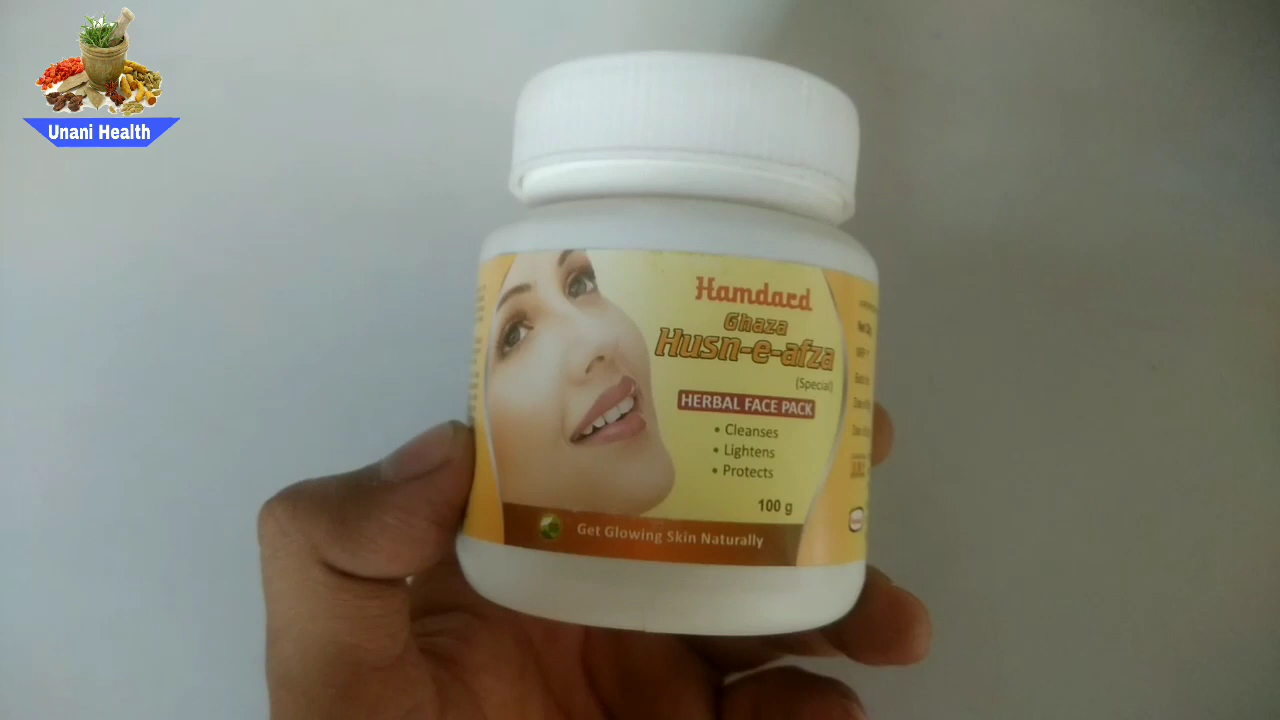 Unani Health
Hamdard
Ghaza
Husn-e-afza
(Special)
HERBAL FACE PACK
• Cleanses
• Lightens
• Protects
100 g
Get Glowing Skin Naturally